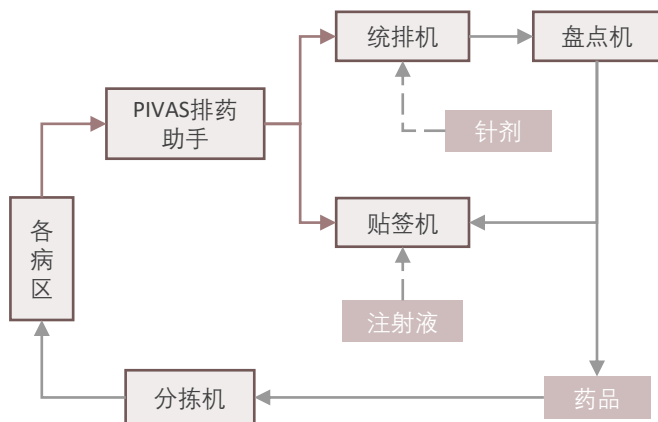 统排机
盘点机
PIVAS排药
助手
针剂
各
病
区
贴签机
注射液
分拣机
药品